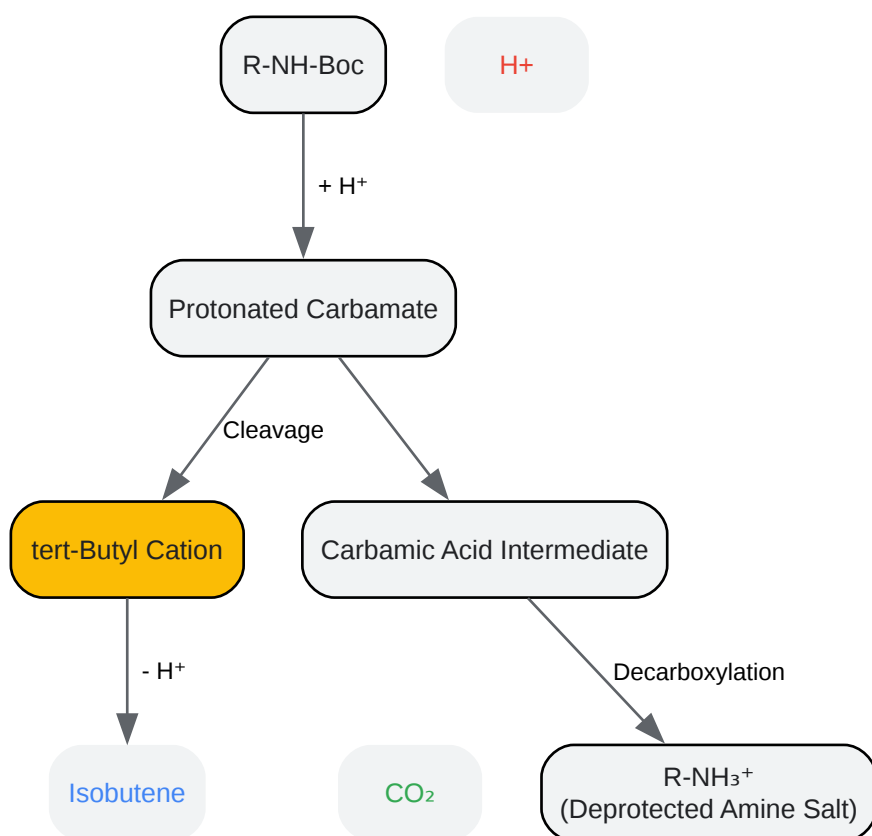 R-NH-Boc
H+
+ H⁺
Protonated Carbamate
Cleavage
tert-Butyl Cation
Carbamic Acid Intermediate
- H⁺
Decarboxylation
Isobutene
CO₂
R-NH₃⁺
(Deprotected Amine Salt)